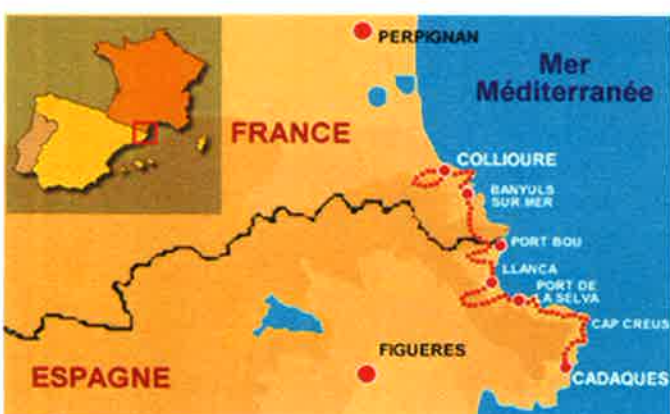 PERPIGNAN
Mer
Méditerranée
FRANCE
COLLIOURE
BANYULS
SUR MER
PORT BOU
LLANCA
PORT DE
LA SELVA
CAP CREUS
FIGUERES
ESPAGNE
CADAQUES